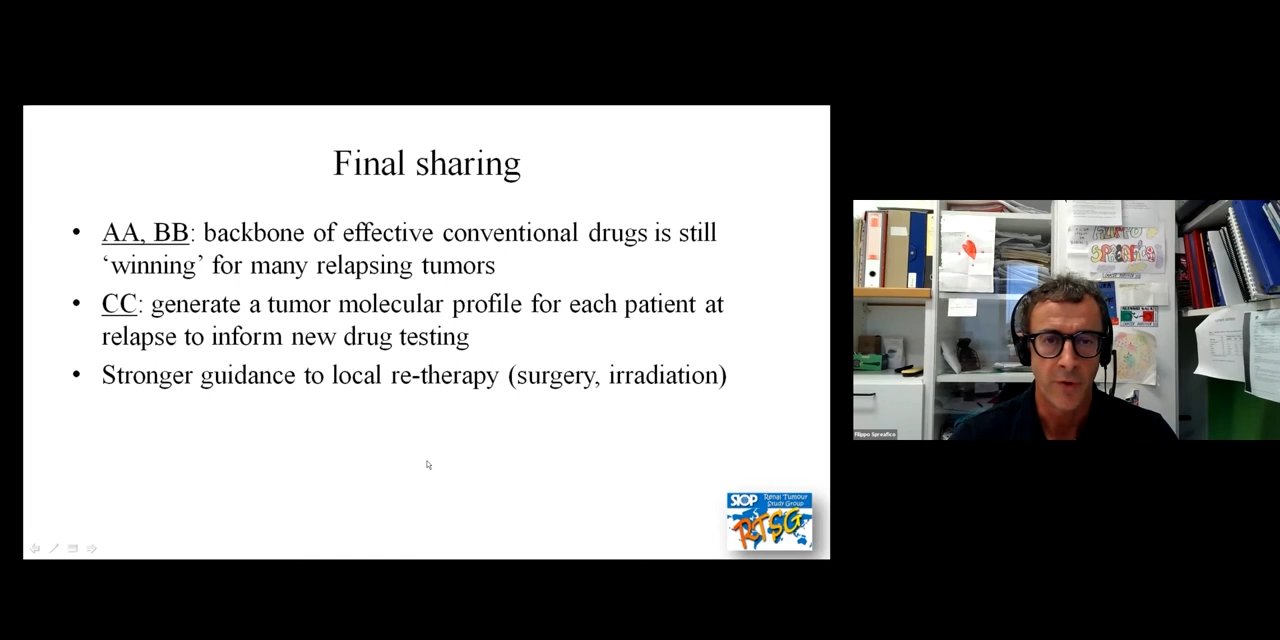 Final sharing
• AA, BB: backbone of effective conventional drugs is still
‘winning’ for many relapsing tumors
• CC: generate a tumor molecular profile for each patient at
relapse to inform new drug testing
• Stronger guidance to local re-therapy (surgery, irradiation)
SIOP
Renal Tumour
Study Group
RTSG
FILIPPO
SPREAFICO
Filippo Spreafico